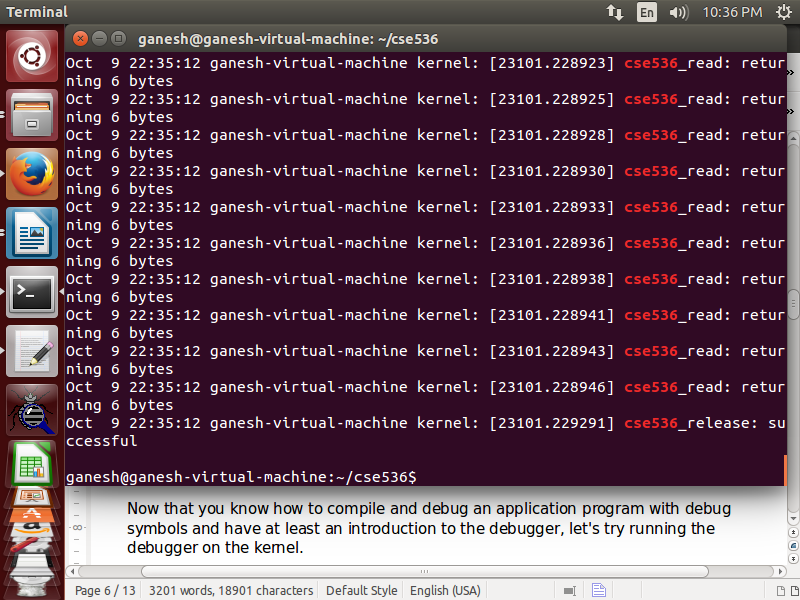 Terminal
En
10:36 PM
ganesh@ganesh-virtual-machine: ~/cse536
Oct  9 22:35:12 ganesh-virtual-machine kernel: [23101.228923] cse536_read: retur
ning 6 bytes
Oct  9 22:35:12 ganesh-virtual-machine kernel: [23101.228925] cse536_read: retur
ning 6 bytes
Oct  9 22:35:12 ganesh-virtual-machine kernel: [23101.228928] cse536_read: retur
ning 6 bytes
Oct  9 22:35:12 ganesh-virtual-machine kernel: [23101.228930] cse536_read: retur
ning 6 bytes
Oct  9 22:35:12 ganesh-virtual-machine kernel: [23101.228933] cse536_read: retur
ning 6 bytes
Oct  9 22:35:12 ganesh-virtual-machine kernel: [23101.228936] cse536_read: retur
ning 6 bytes
Oct  9 22:35:12 ganesh-virtual-machine kernel: [23101.228938] cse536_read: retur
ning 6 bytes
Oct  9 22:35:12 ganesh-virtual-machine kernel: [23101.228941] cse536_read: retur
ning 6 bytes
Oct  9 22:35:12 ganesh-virtual-machine kernel: [23101.228943] cse536_read: retur
ning 6 bytes
Oct  9 22:35:12 ganesh-virtual-machine kernel: [23101.228946] cse536_read: retur
ning 6 bytes
Oct  9 22:35:12 ganesh-virtual-machine kernel: [23101.229291] cse536_release: su
ccessful
ganesh@ganesh-virtual-machine:~/cse536$
Now that you know how to compile and debug an application program with debug
symbols and have at least an introduction to the debugger, let's try running the
debugger on the kernel.
Page 6 / 13
3201 words, 18901 characters
Default Style
English (USA)